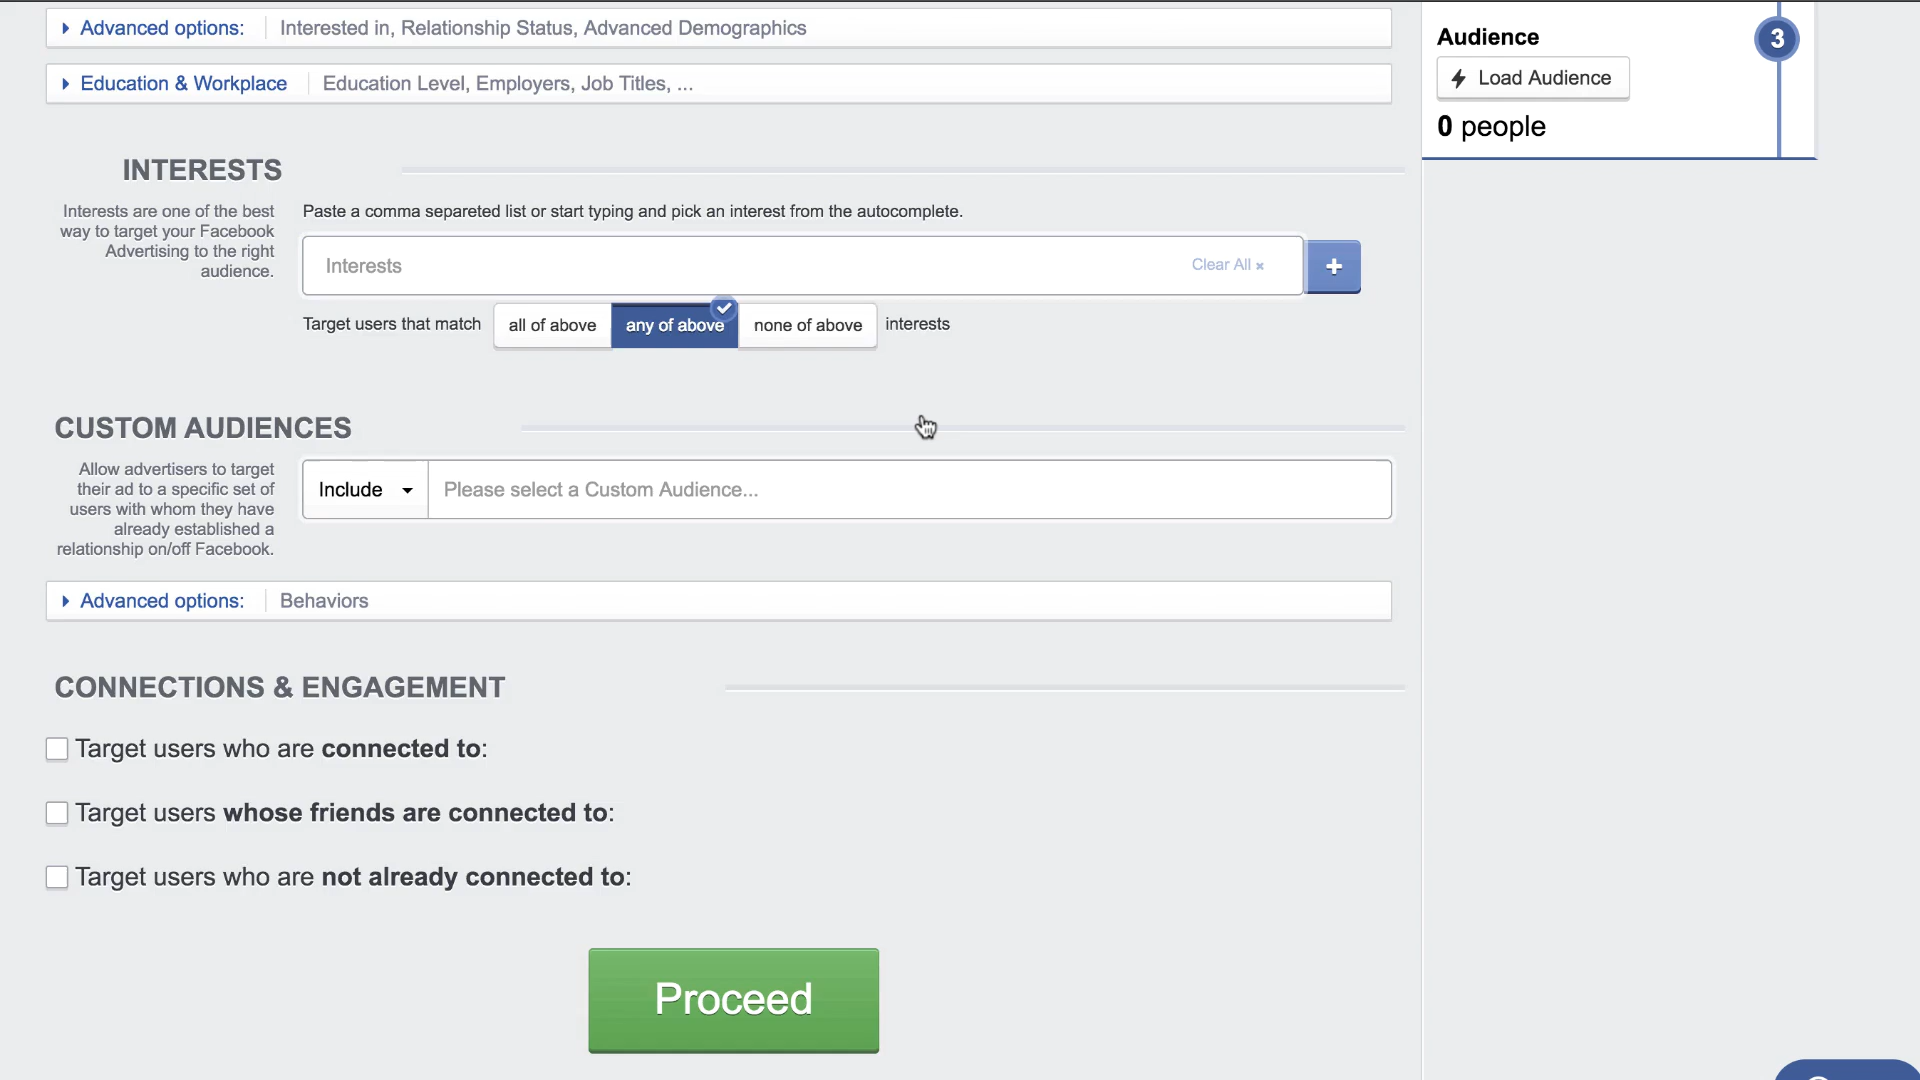 Advanced options: Interested in, Relationship Status, Advanced Demographics
Education & Workplace Education Level, Employers, Job Titles, ...
Audience
3
Load Audience
0 people
INTERESTS
Interests are one of the best
way to target your Facebook
Advertising to the right
audience.
Paste a comma separeted list or start typing and pick an interest from the autocomplete.
Interests Clear All ×
+
Target users that match all of above any of above none of above interests
CUSTOM AUDIENCES
Allow advertisers to target
their ad to a specific set of
users with whom they have
already established a
relationship on/off Facebook.
Include Please select a Custom Audience...
Advanced options: Behaviors
CONNECTIONS & ENGAGEMENT
Target users who are connected to:
Target users whose friends are connected to:
Target users who are not already connected to:
Proceed